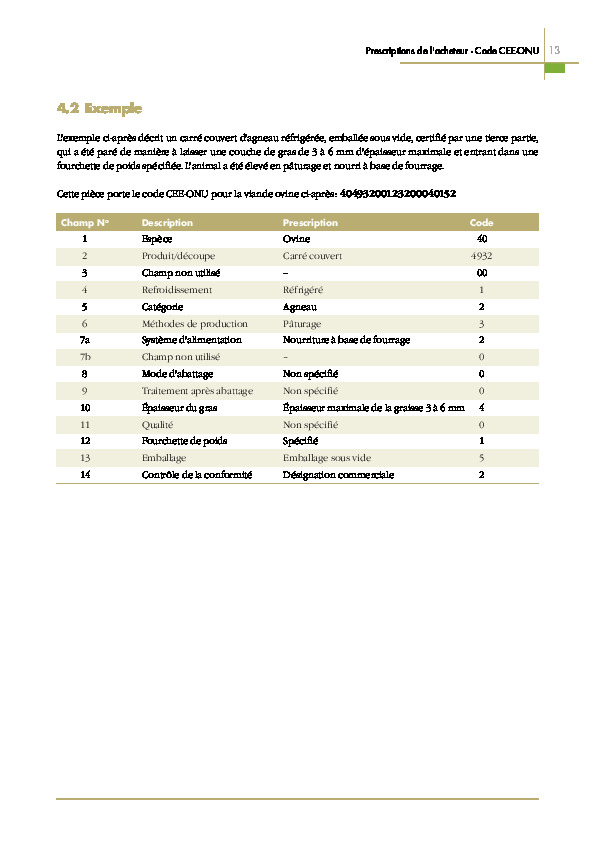 Prescriptions de l'acheteur - Code CEE-ONU 13
4.2 Exemple
L'exemple ci-après décrit un carré couvert d'agneau réfrigérée, emballée sous vide, certifié par une tierce partie,
qui a été paré de manière à laisser une couche de gras de 3 à 6 mm d'épaisseur maximale et entrant dans une
fourchette de poids spécifiée. L'animal a été élevé en pâturage et nourri à base de fourrage.
Cette pièce porte le code CEE-ONU pour la viande ovine ci-après: 40493200123200040152
Champ Nº Description Prescription Code
1 Espèce Ovine 40
2 Produit/découpe Carré couvert 4932
3 Champ non utilisé – 00
4 Refroidissement Réfrigéré 1
5 Catégorie Agneau 2
6 Méthodes de production Pâturage 3
7a Système d'alimentation Nourriture à base de fourrage 2
7b Champ non utilisé – 0
8 Mode d'abattage Non spécifié 0
9 Traitement après abattage Non spécifié 0
10 Épaisseur du gras Épaisseur maximale de la graisse 3 à 6 mm 4
11 Qualité Non spécifié 0
12 Fourchette de poids Spécifié 1
13 Emballage Emballage sous vide 5
14 Contrôle de la conformité Désignation commerciale 2